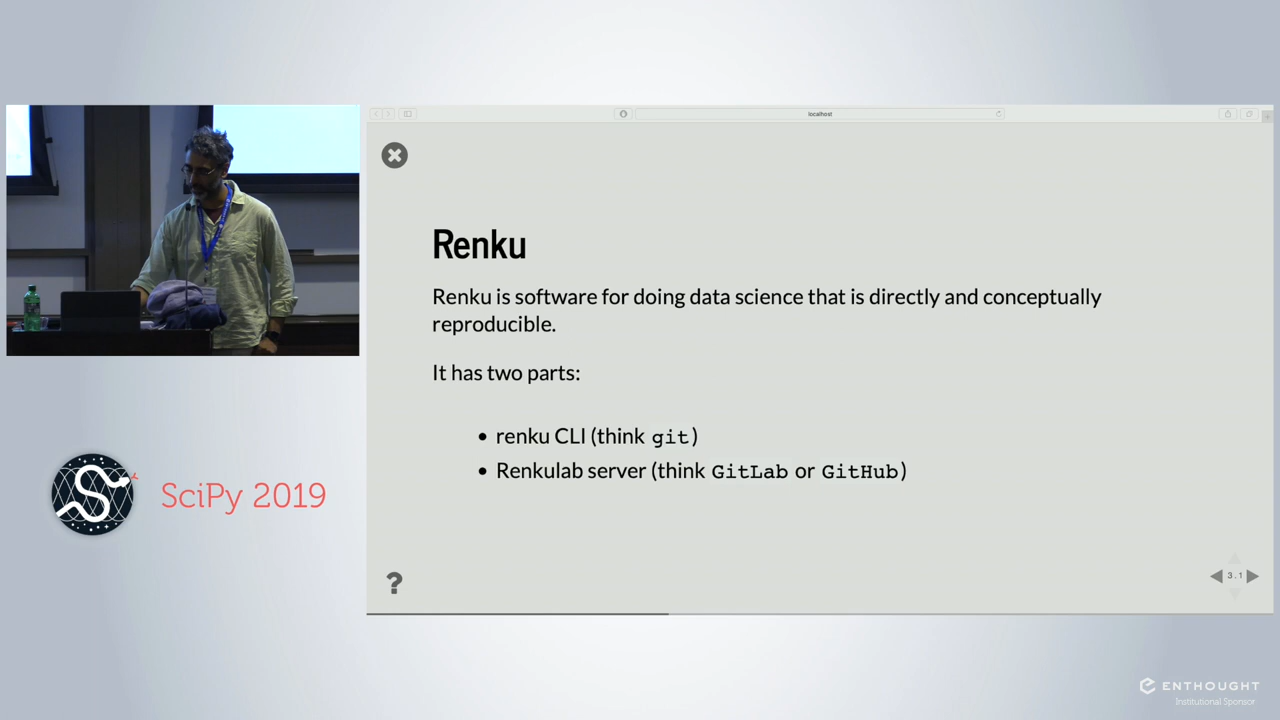 localhost
Renku
Renku is software for doing data science that is directly and conceptually
reproducible.
It has two parts:
renku CLI (think git)
Renkulab server (think GitLab or GitHub)
?
3.1
SciPy 2019
ENTHOUGHT
Institutional Sponsor